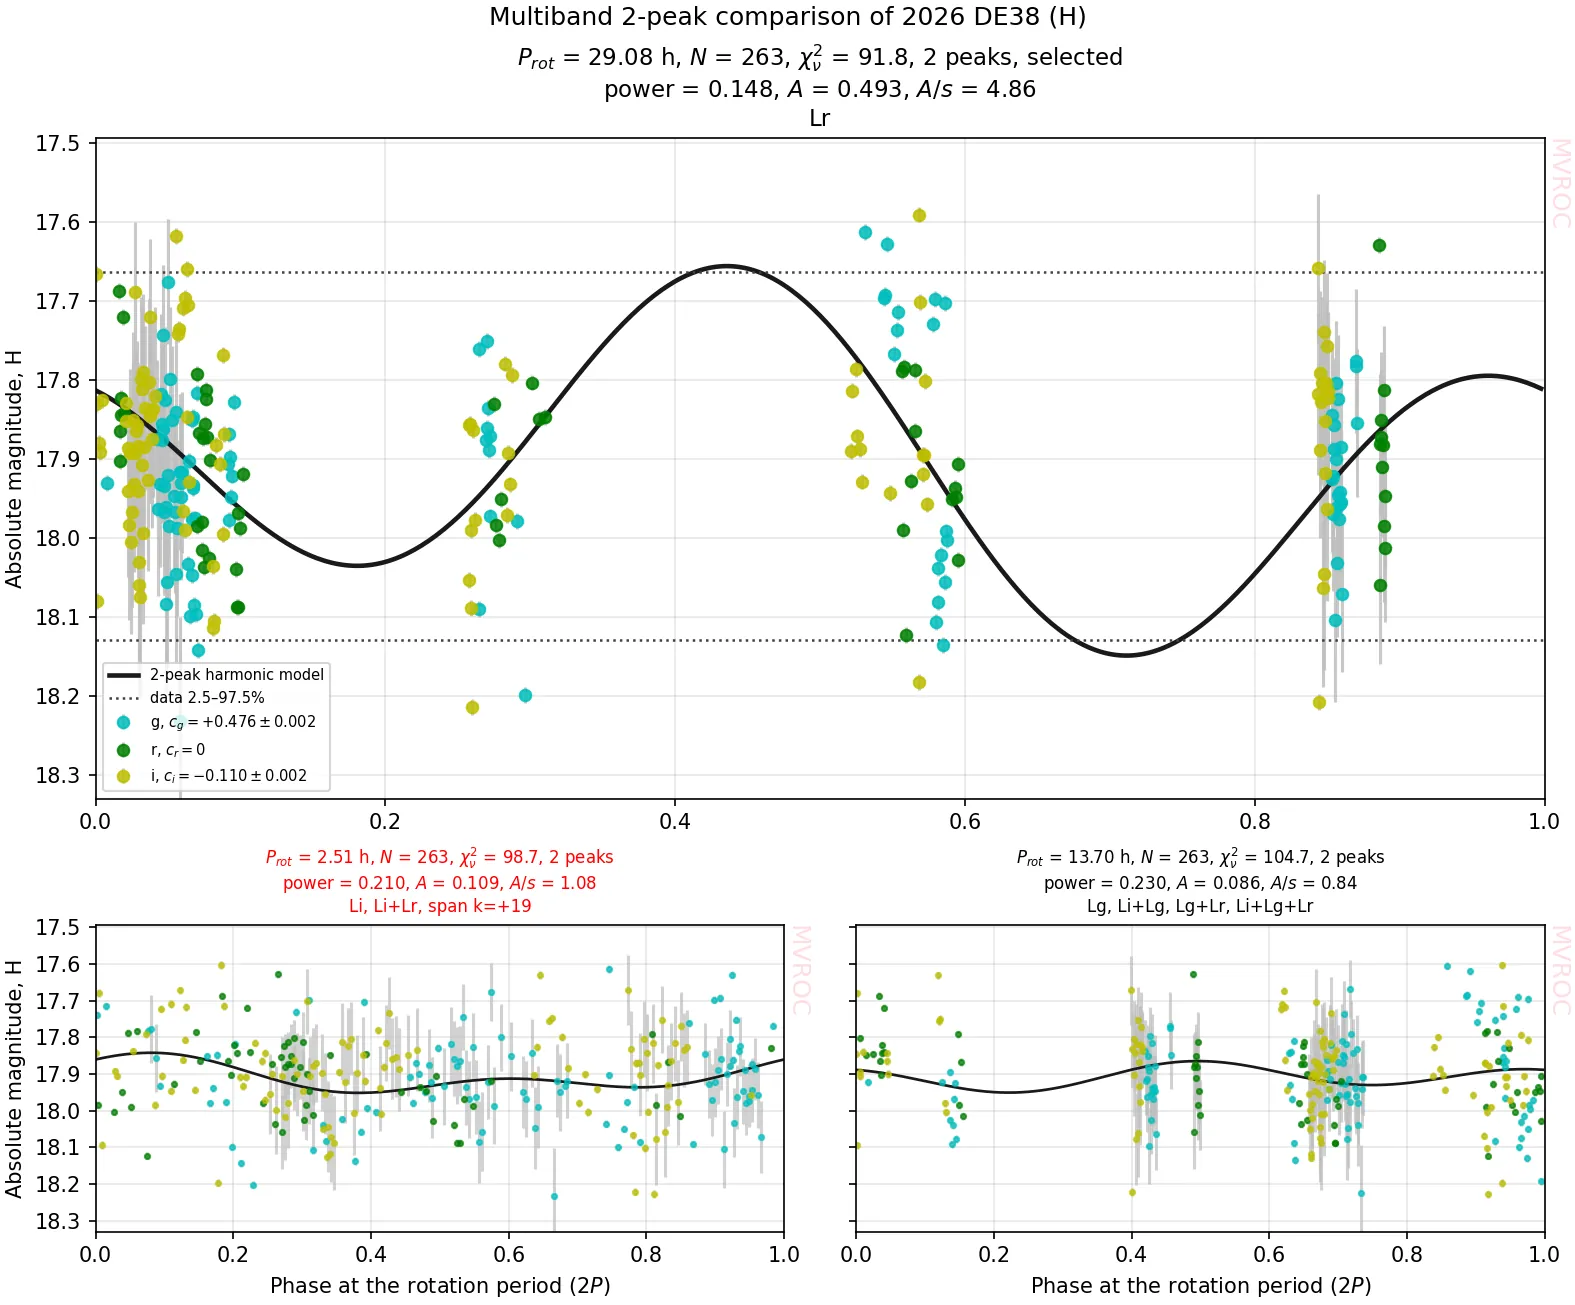 Multiband 2-peak comparison of 2026 DE38 (H)
P_rot = 29.08 h, N = 263, χ²_ν = 91.8, 2 peaks, selected
power = 0.148, A = 0.493, A/s = 4.86
Lr
17.5
17.6
17.7
17.8
17.9
18.0
18.1
18.2
18.3
Absolute magnitude, H
MVROC
2-peak harmonic model
data 2.5–97.5%
g, c_g = +0.476 ± 0.002
r, c_r = 0
i, c_i = −0.110 ± 0.002
0.0 0.2 0.4 0.6 0.8 1.0
P_rot = 2.51 h, N = 263, χ²_ν = 98.7, 2 peaks
power = 0.210, A = 0.109, A/s = 1.08
Li, Li+Lr, span k=+19
17.5
17.6
17.7
17.8
17.9
18.0
18.1
18.2
18.3
Absolute magnitude, H
MVROC
0.0 0.2 0.4 0.6 0.8 1.0
Phase at the rotation period (2P)
P_rot = 13.70 h, N = 263, χ²_ν = 104.7, 2 peaks
power = 0.230, A = 0.086, A/s = 0.84
Lg, Li+Lg, Lg+Lr, Li+Lg+Lr
MVROC
0.0 0.2 0.4 0.6 0.8 1.0
Phase at the rotation period (2P)